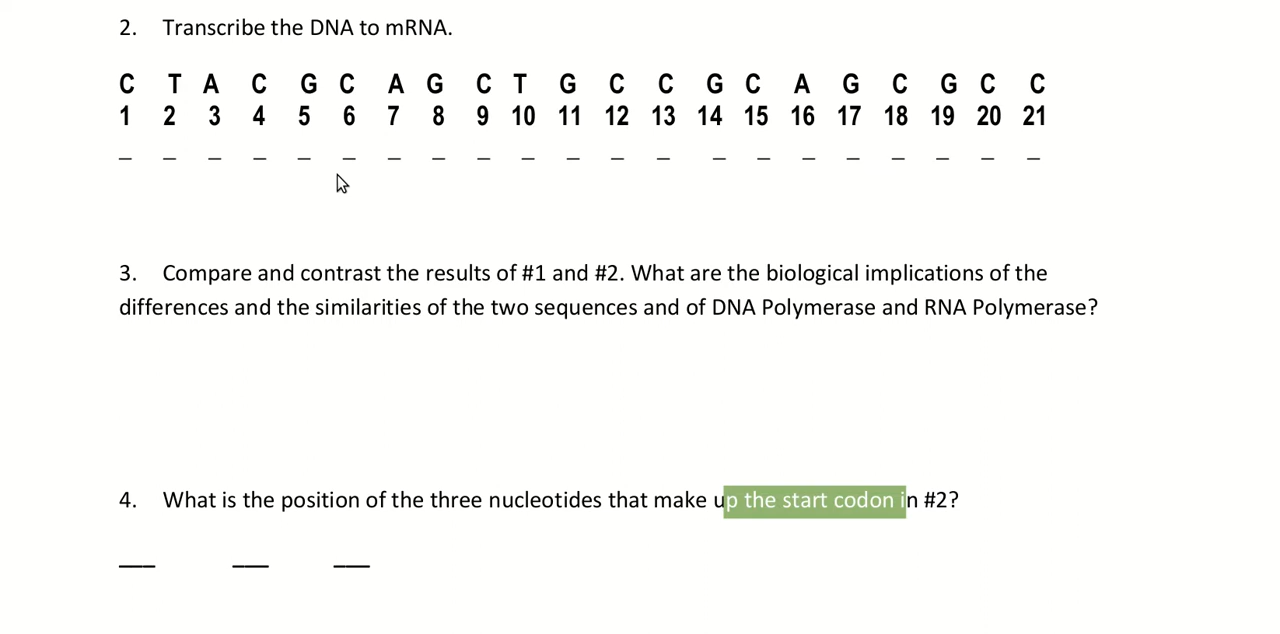 2. Transcribe the DNA to mRNA.
C T A C G C A G C T G C C G C A G C G C C
1 2 3 4 5 6 7 8 9 10 11 12 13 14 15 16 17 18 19 20 21
_ _ _ _ _ _ _ _ _ _ _ _ _ _ _ _ _ _ _ _ _
3. Compare and contrast the results of #1 and #2. What are the biological implications of the
differences and the similarities of the two sequences and of DNA Polymerase and RNA Polymerase?
4. What is the position of the three nucleotides that make up the start codon in #2?
___ ___ ___